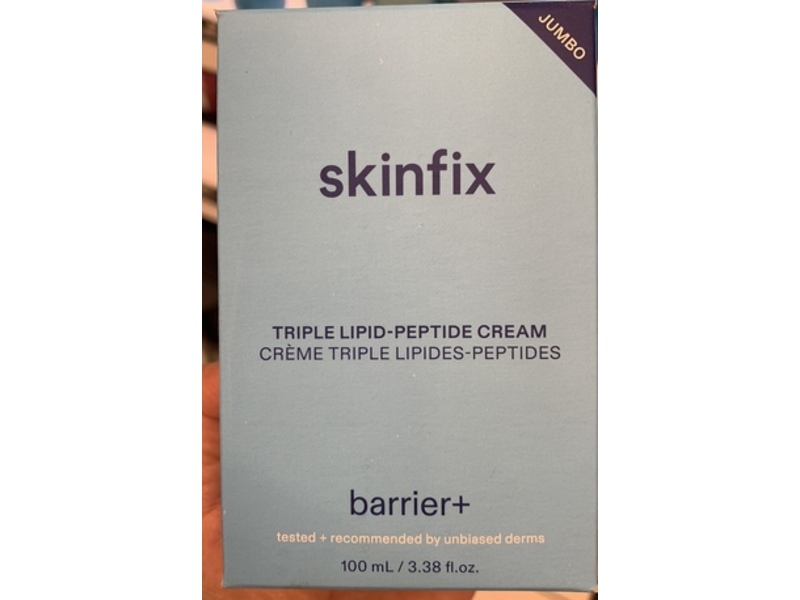 JUMBO
skinfix
TRIPLE LIPID-PEPTIDE CREAM
CRÈME TRIPLE LIPIDES-PEPTIDES
barrier+
tested + recommended by unbiased derms
100 mL / 3.38 fl.oz.